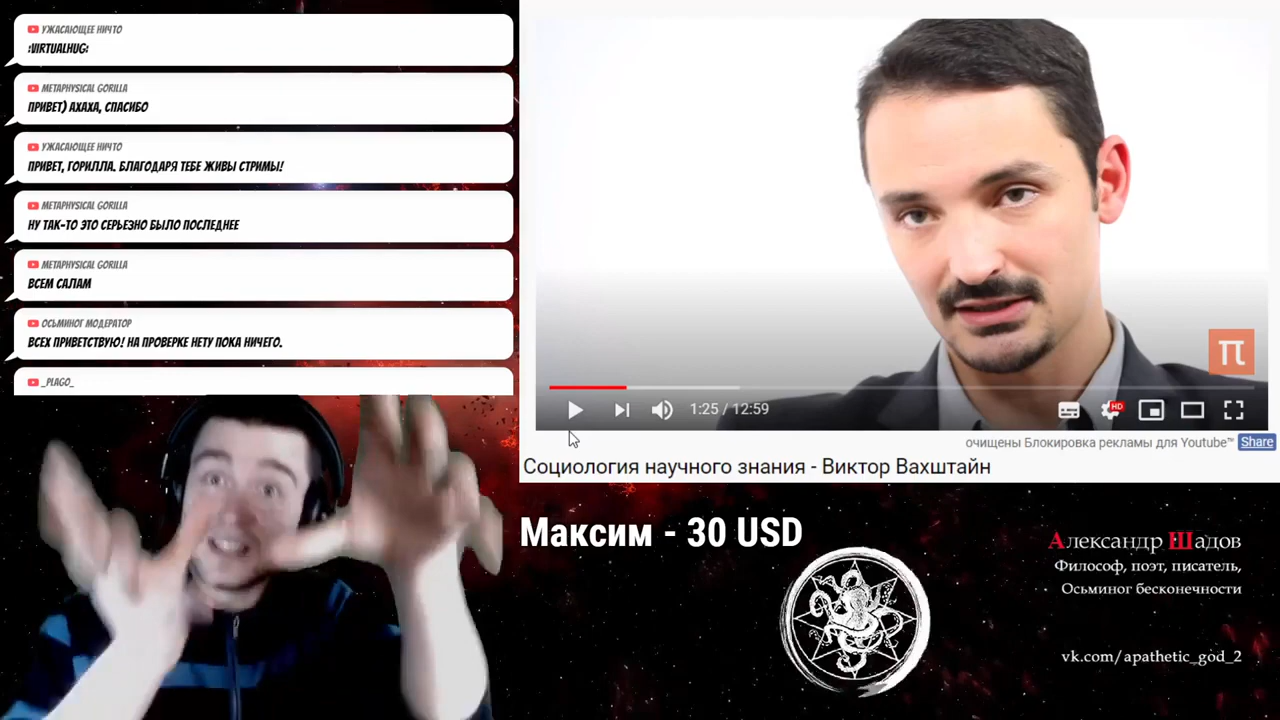 УЖАСАЮЩЕЕ НИЧТО
:VIRTUALHUG:
METAPHYSICAL GORILLA
ПРИВЕТ) АХАХА, СПАСИБО
УЖАСАЮЩЕЕ НИЧТО
ПРИВЕТ, ГОРИЛЛА. БЛАГОДАРЯ ТЕБЕ ЖИВЫ СТРИМЫ!
METAPHYSICAL GORILLA
НУ ТАК-ТО ЭТО СЕРЬЕЗНО БЫЛО ПОСЛЕДНЕЕ
METAPHYSICAL GORILLA
ВСЕМ САЛАМ
ОСЬМИНОГ МОДЕРАТОР
ВСЕХ ПРИВЕТСТВУЮ! НА ПРОВЕРКЕ НЕТУ ПОКА НИЧЕГО.
_PLAGO_
π
1:25 / 12:59
HD
очищены Блокировка рекламы для Youtube™ Share
Социология научного знания - Виктор Вахштайн
Максим - 30 USD
Александр Шадов
Философ, поэт, писатель,
Осьминог бесконечности
vk.com/apathetic_god_2